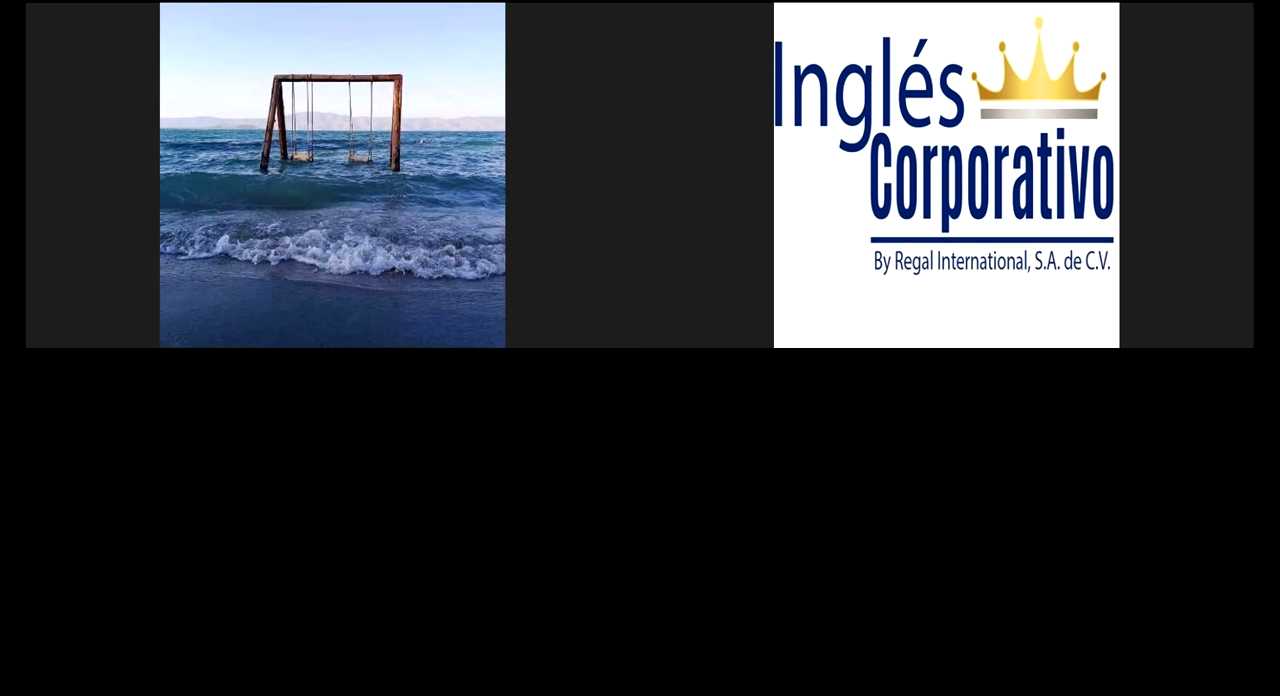 Inglés
Corporativo
By Regal International, S.A. de C.V.